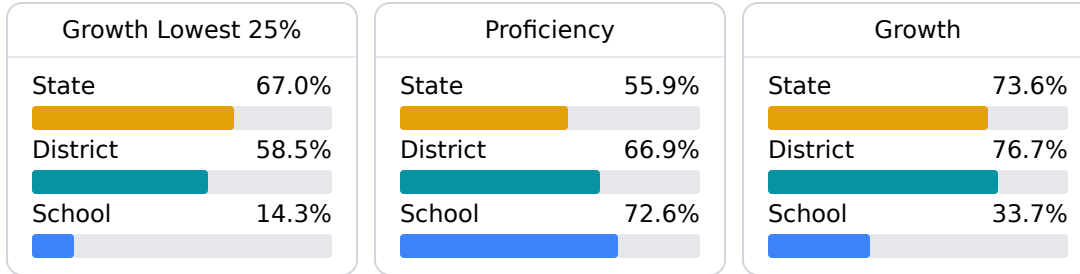 Growth Lowest 25%
State 67.0%
District 58.5%
School 14.3%
Proficiency
State 55.9%
District 66.9%
School 72.6%
Growth
State 73.6%
District 76.7%
School 33.7%